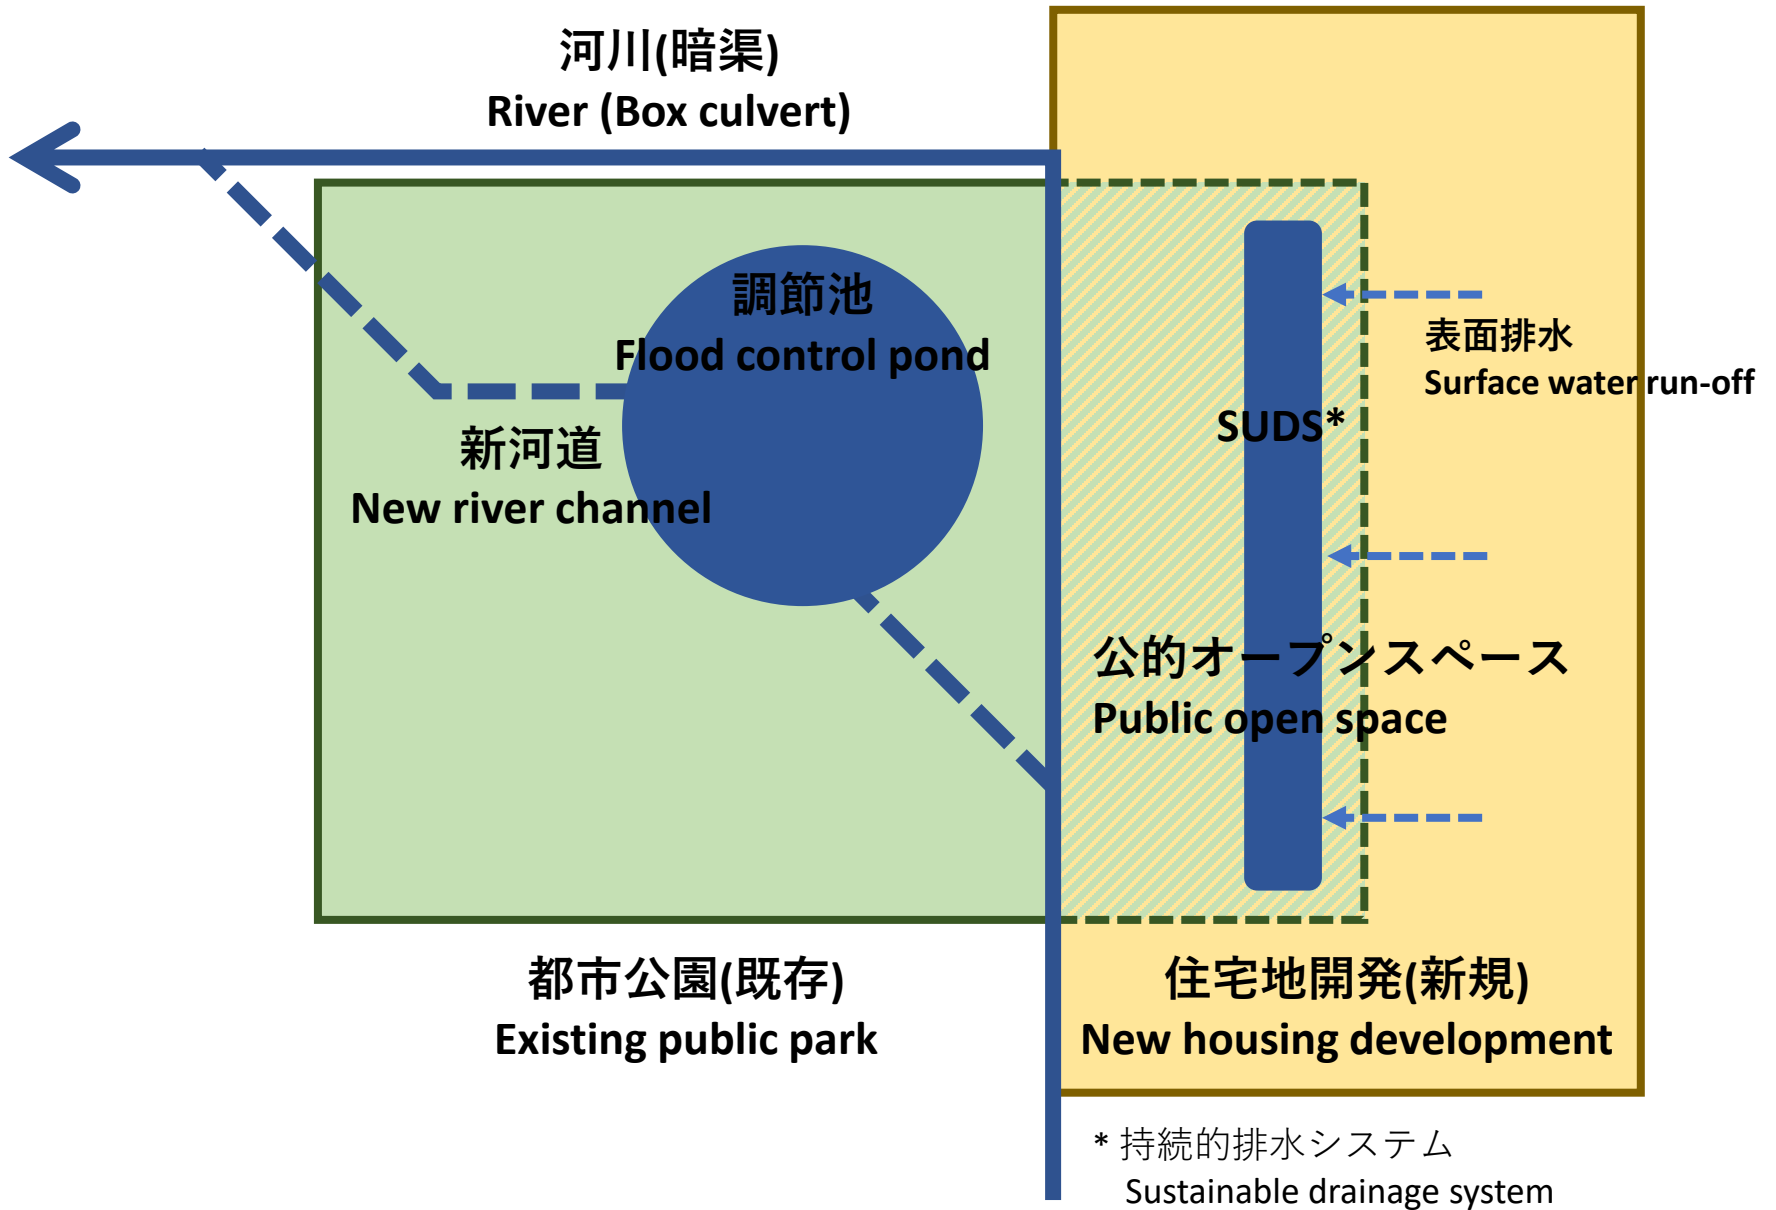 河川(暗渠)
River (Box culvert)
調節池
Flood control pond
新河道
New river channel
表面排水
Surface water run-off
SUDS*
公的オープンスペース
Public open space
都市公園(既存)
Existing public park
住宅地開発(新規)
New housing development
* 持続的排水システム
Sustainable drainage system